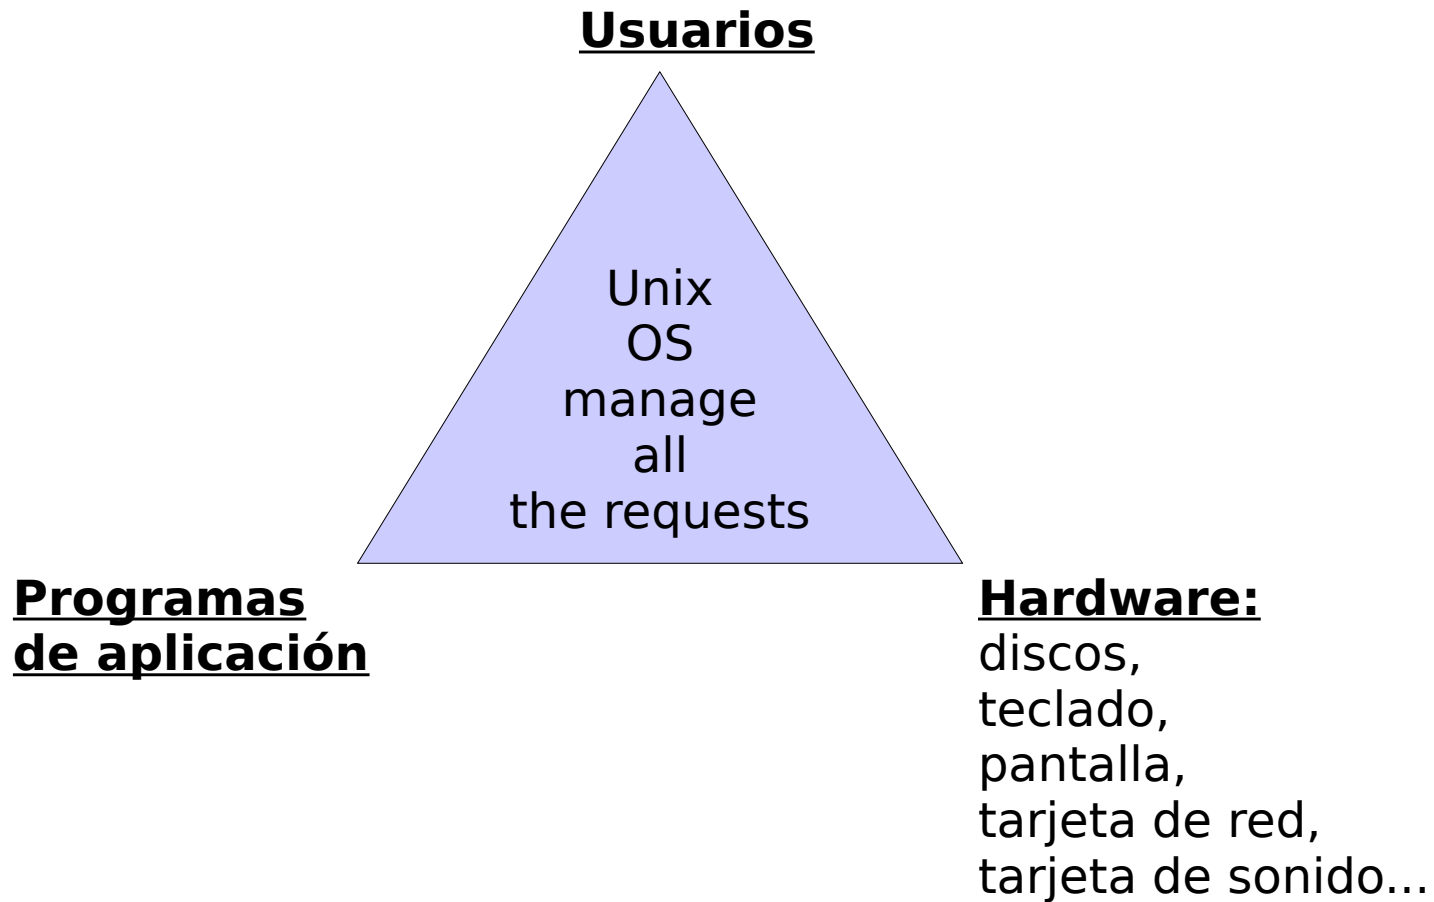 Usuarios
Unix
OS
manage
all
the requests
Programas
de aplicación
Hardware:
discos,
teclado,
pantalla,
tarjeta de red,
tarjeta de sonido...